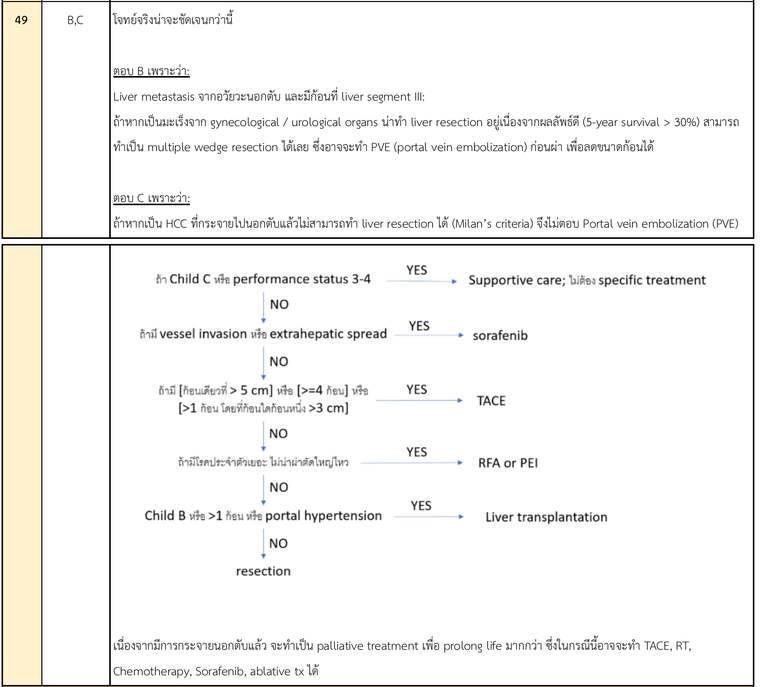 49
B,C
โจทย์จริงน่าจะชัดเจนกว่านี้
ตอบ B เพราะว่า:
Liver metastasis จากอวัยวะนอกตับ และมีก้อนที่ liver segment III:
ถ้าหากเป็นมะเร็งจาก gynecological / urological organs น่าทำ liver resection อยู่เนื่องจากผลลัพธ์ดี (5-year survival > 30%) สามารถ
ทำเป็น multiple wedge resection ได้เลย ซึ่งอาจจะทำ PVE (portal vein embolization) ก่อนผ่า เพื่อลดขนาดก้อนได้
ตอบ C เพราะว่า:
ถ้าหากเป็น HCC ที่กระจายไปนอกตับแล้วไม่สามารถทำ liver resection ได้ (Milan's criteria) จึงไม่ตอบ Portal vein embolization (PVE)
ถ้า Child C หรือ performance status 3-4
YES
Supportive care; ไม่ต้อง specific treatment
NO
ถ้ามี vessel invasion หรือ extrahepatic spread
YES
sorafenib
NO
ถ้ามี [ก้อนเดียวที่ > 5 cm] หรือ [>=4 ก้อน] หรือ
[>1 ก้อน โดยที่ก้อนใดก้อนหนึ่ง >3 cm]
YES
TACE
NO
ถ้ามีโรคประจำตัวเยอะ ไม่น่าผ่าตัดใหญ่ไหว
YES
RFA or PEI
NO
Child B หรือ >1 ก้อน หรือ portal hypertension
YES
Liver transplantation
NO
resection
เนื่องจากมีการกระจายนอกตับแล้ว จะทำเป็น palliative treatment เพื่อ prolong life มากกว่า ซึ่งในกรณีนี้อาจจะทำ TACE, RT,
Chemotherapy, Sorafenib, ablative tx ได้